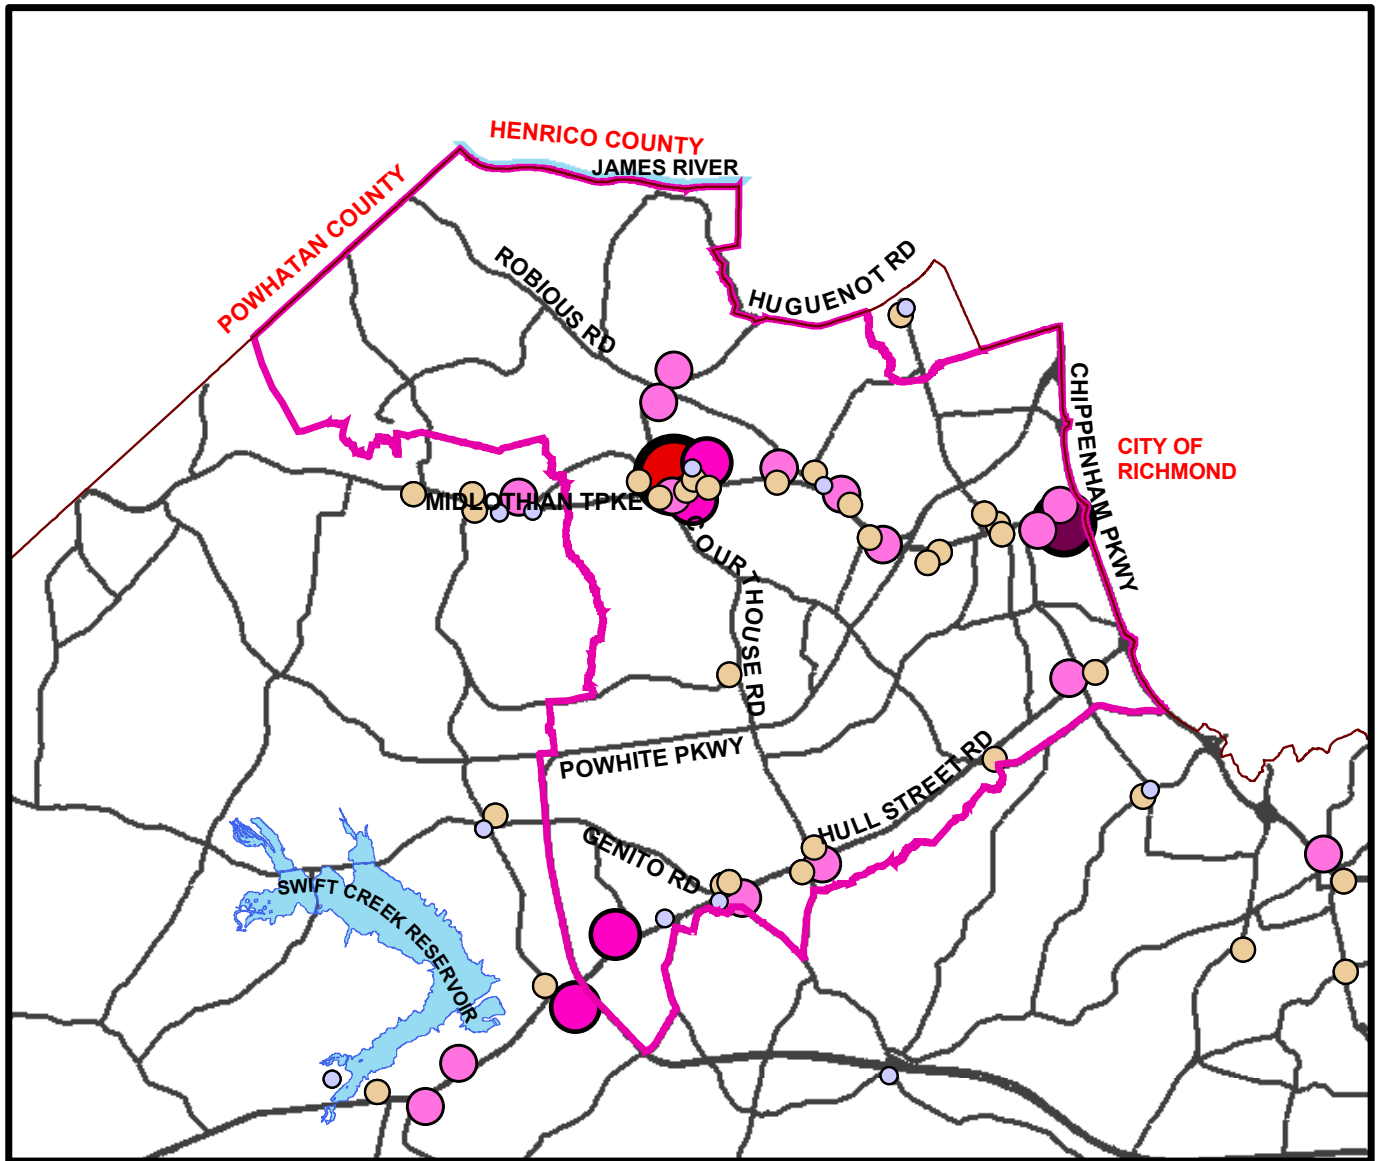 HENRICO COUNTY
JAMES RIVER
POWHATAN COUNTY
ROBIOUS RD
HUGUENOT RD
CHIPPENHAM PKWY
CITY OF
RICHMOND
MIDLOTHIAN TPKE
COURTHOUSE RD
POWHITE PKWY
HULL STREET RD
GENITO RD
SWIFT CREEK RESERVOIR